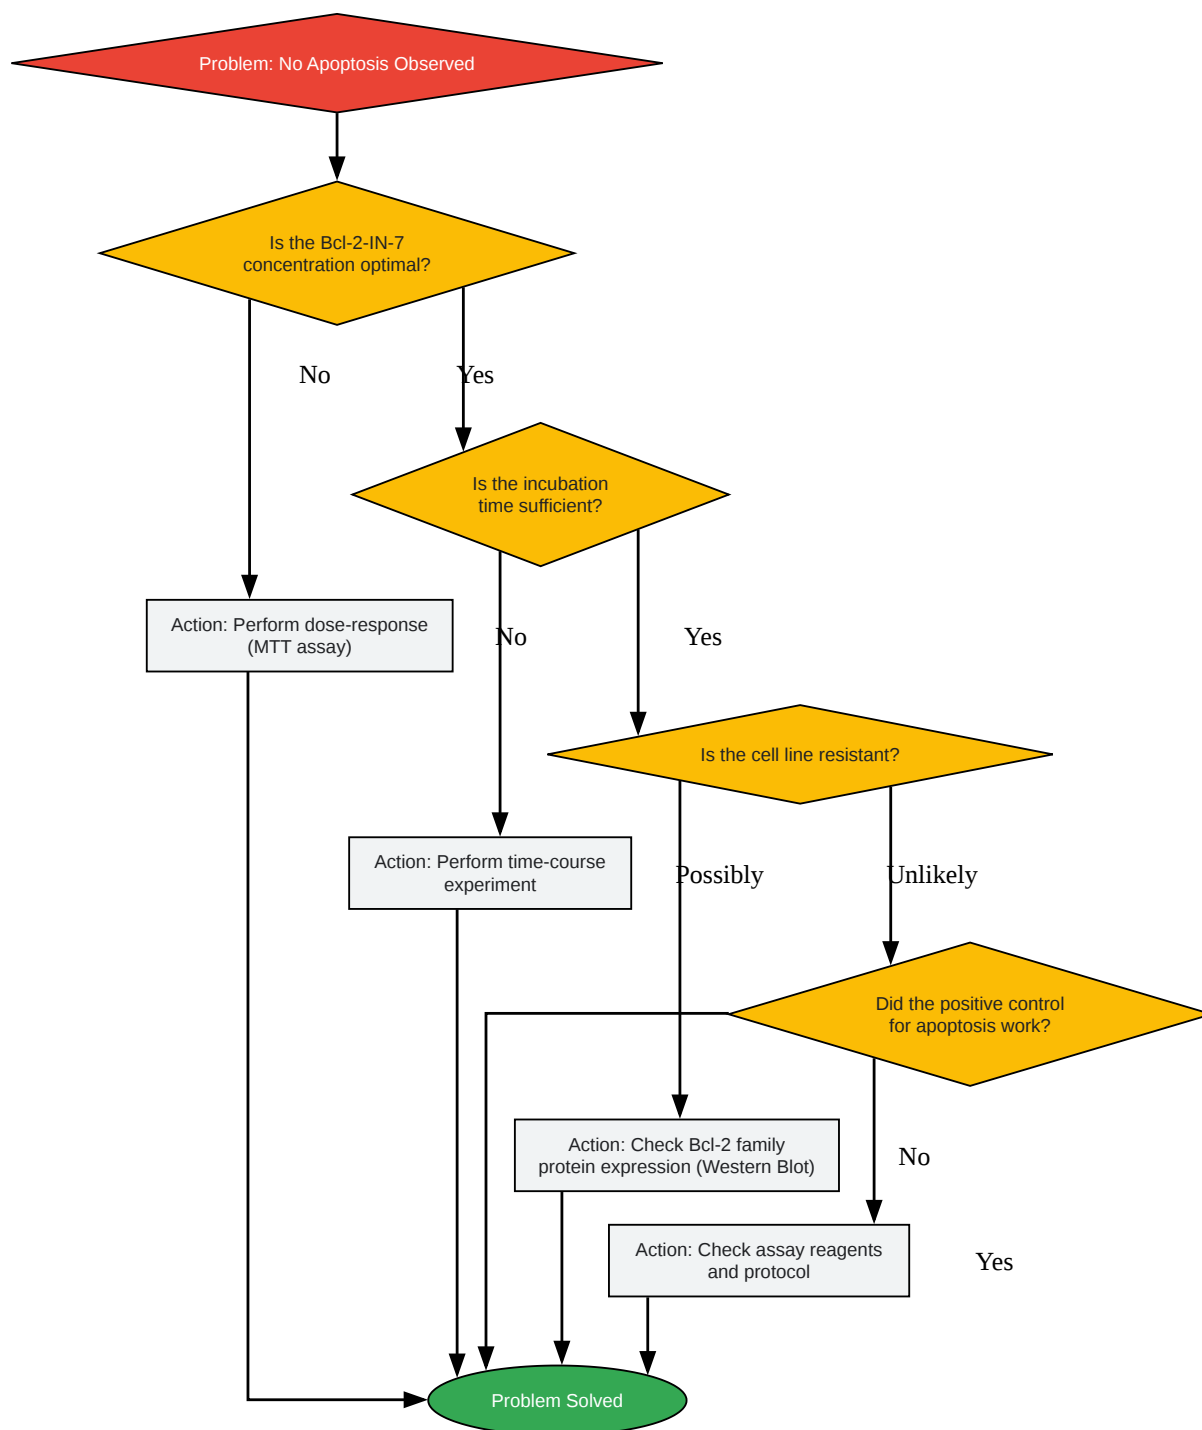 Problem: No Apoptosis Observed
Is the Bcl-2-IN-7
concentration optimal?
No
Yes
Is the incubation
time sufficient?
Action: Perform dose-response
(MTT assay)
No
Yes
Is the cell line resistant?
Action: Perform time-course
experiment
Possibly
Unlikely
Did the positive control
for apoptosis work?
Action: Check Bcl-2 family
protein expression (Western Blot)
No
Action: Check assay reagents
and protocol
Yes
Problem Solved